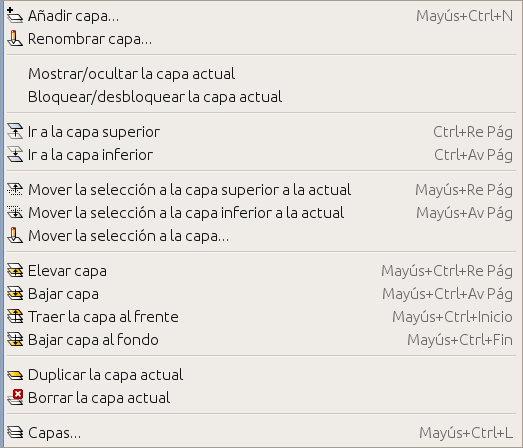 Añadir capa... Mayús+Ctrl+N
Renombrar capa...
Mostrar/ocultar la capa actual
Bloquear/desbloquear la capa actual
Ir a la capa superior Ctrl+Re Pág
Ir a la capa inferior Ctrl+Av Pág
Mover la selección a la capa superior a la actual Mayús+Re Pág
Mover la selección a la capa inferior a la actual Mayús+Av Pág
Mover la selección a la capa...
Elevar capa Mayús+Ctrl+Re Pág
Bajar capa Mayús+Ctrl+Av Pág
Traer la capa al frente Mayús+Ctrl+Inicio
Bajar capa al fondo Mayús+Ctrl+Fin
Duplicar la capa actual
Borrar la capa actual
Capas... Mayús+Ctrl+L